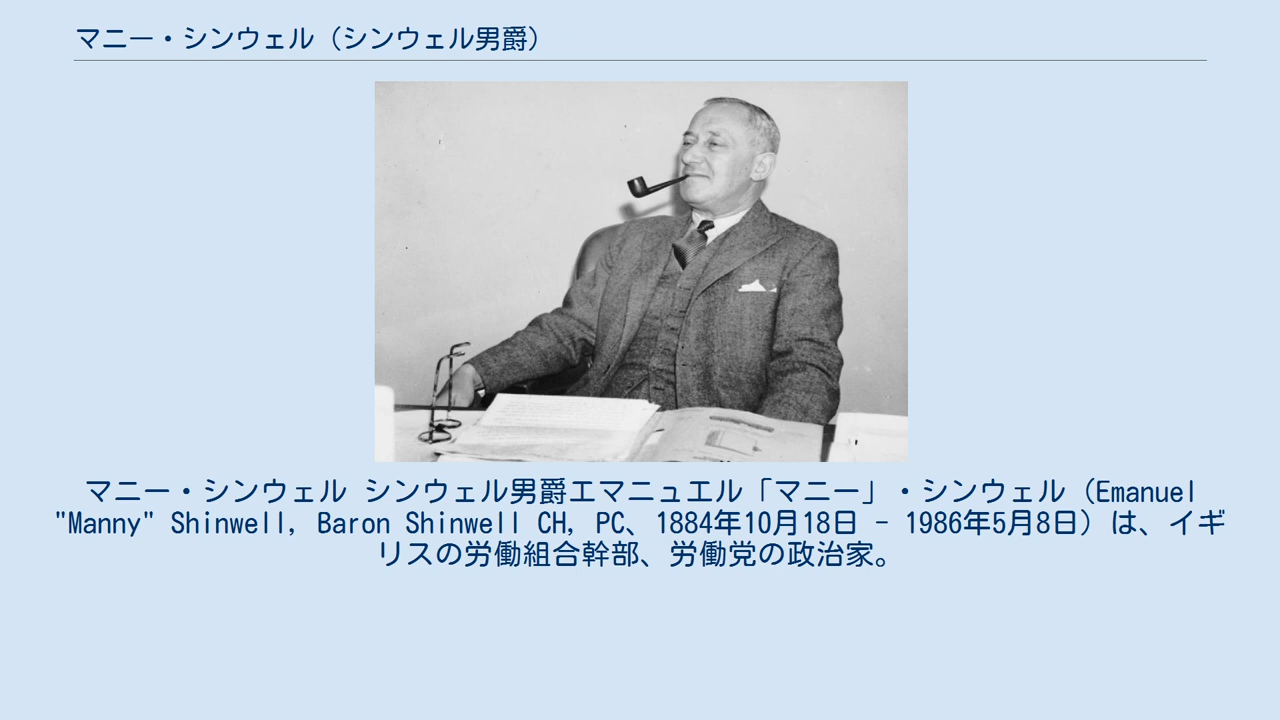 マニー・シンウェル（シンウェル男爵）
マニー・シンウェル シンウェル男爵エマニュエル「マニー」・シンウェル（Emanuel
"Manny" Shinwell, Baron Shinwell CH, PC、1884年10月18日 - 1986年5月8日）は、イギ
リスの労働組合幹部、労働党の政治家。